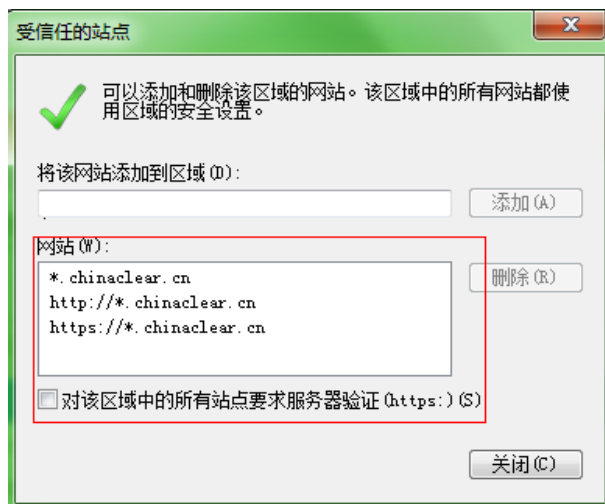 受信任的站点
可以添加和删除该区域的网站。该区域中的所有网站都使
用区域的安全设置。
将该网站添加到区域(D):
添加(A)
网站(W):
*.chinaclear.cn
http://*.chinaclear.cn
https://*.chinaclear.cn
删除(R)
对该区域中的所有站点要求服务器验证(https:)(S)
关闭(C)